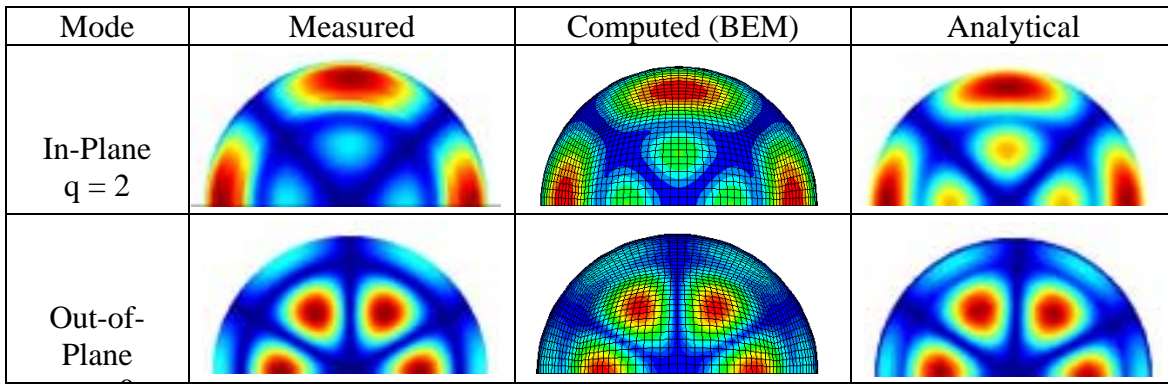 Mode Measured Computed (BEM) Analytical
In-Plane
q = 2
Out-of-
Plane